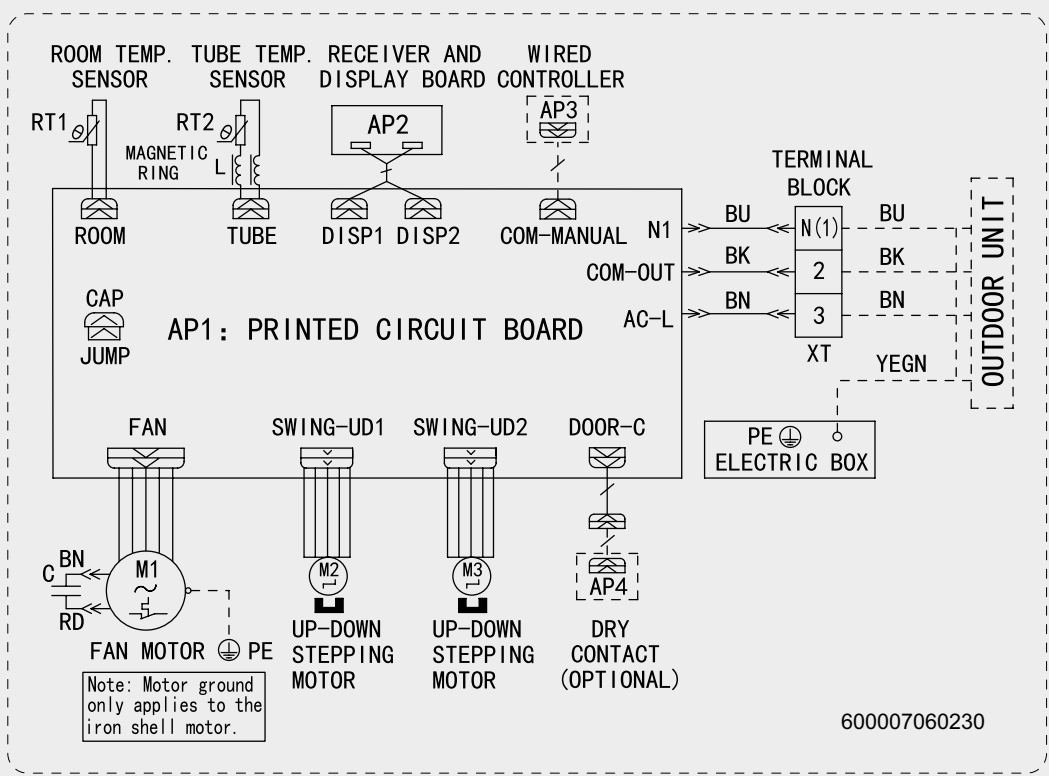 ROOM TEMP. SENSOR
TUBE TEMP. SENSOR
RECEIVER AND DISPLAY BOARD
WIRED CONTROLLER
RT1
RT2
MAGNETIC RING
L
AP2
AP3
TERMINAL BLOCK
ROOM
TUBE
DISP1
DISP2
COM-MANUAL
N1
BU
N(1)
BU
COM-OUT
BK
2
BK
AC-L
BN
3
BN
XT
YEGN
OUTDOOR UNIT
CAP
JUMP
AP1: PRINTED CIRCUIT BOARD
FAN
SWING-UD1
SWING-UD2
DOOR-C
PE
ELECTRIC BOX
C
BN
RD
M1
M2
M3
AP4
FAN MOTOR
PE
UP-DOWN
STEPPING
MOTOR
UP-DOWN
STEPPING
MOTOR
DRY
CONTACT
(OPTIONAL)
Note: Motor ground
only applies to the
iron shell motor.
600007060230